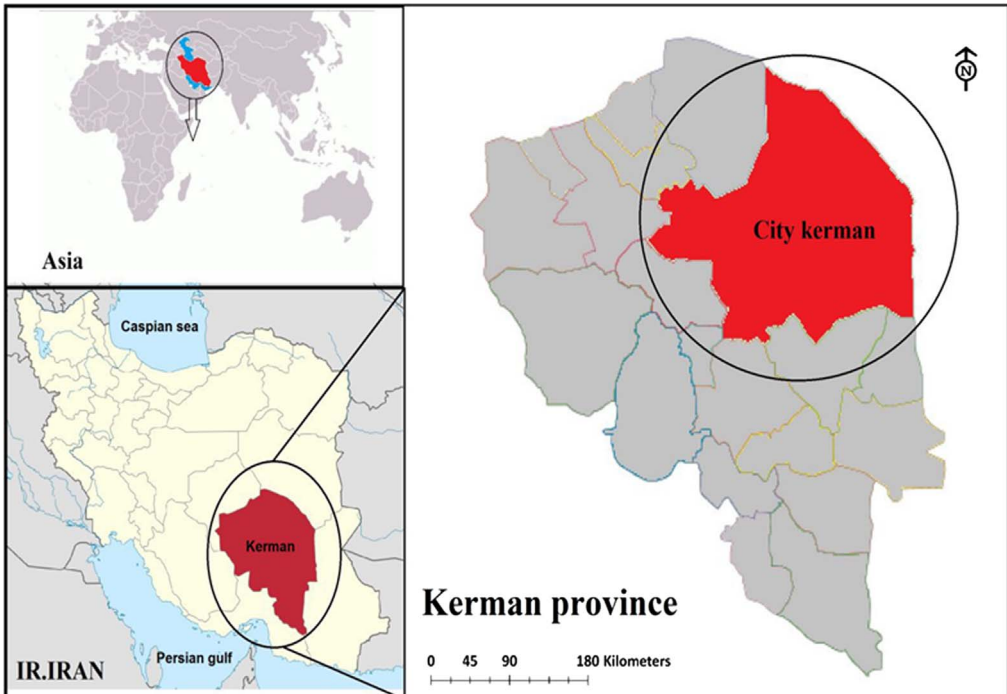 Asia
Caspian sea
Kerman
Persian gulf
IR.IRAN
N
City kerman
Kerman province
0 45 90 180 Kilometers